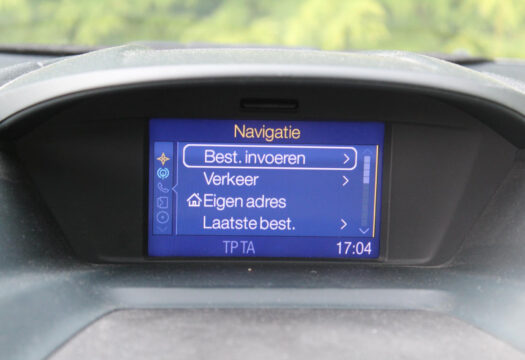 Navigatie
Best. invoeren
Verkeer
Eigen adres
Laatste best.
TP TA 17:04